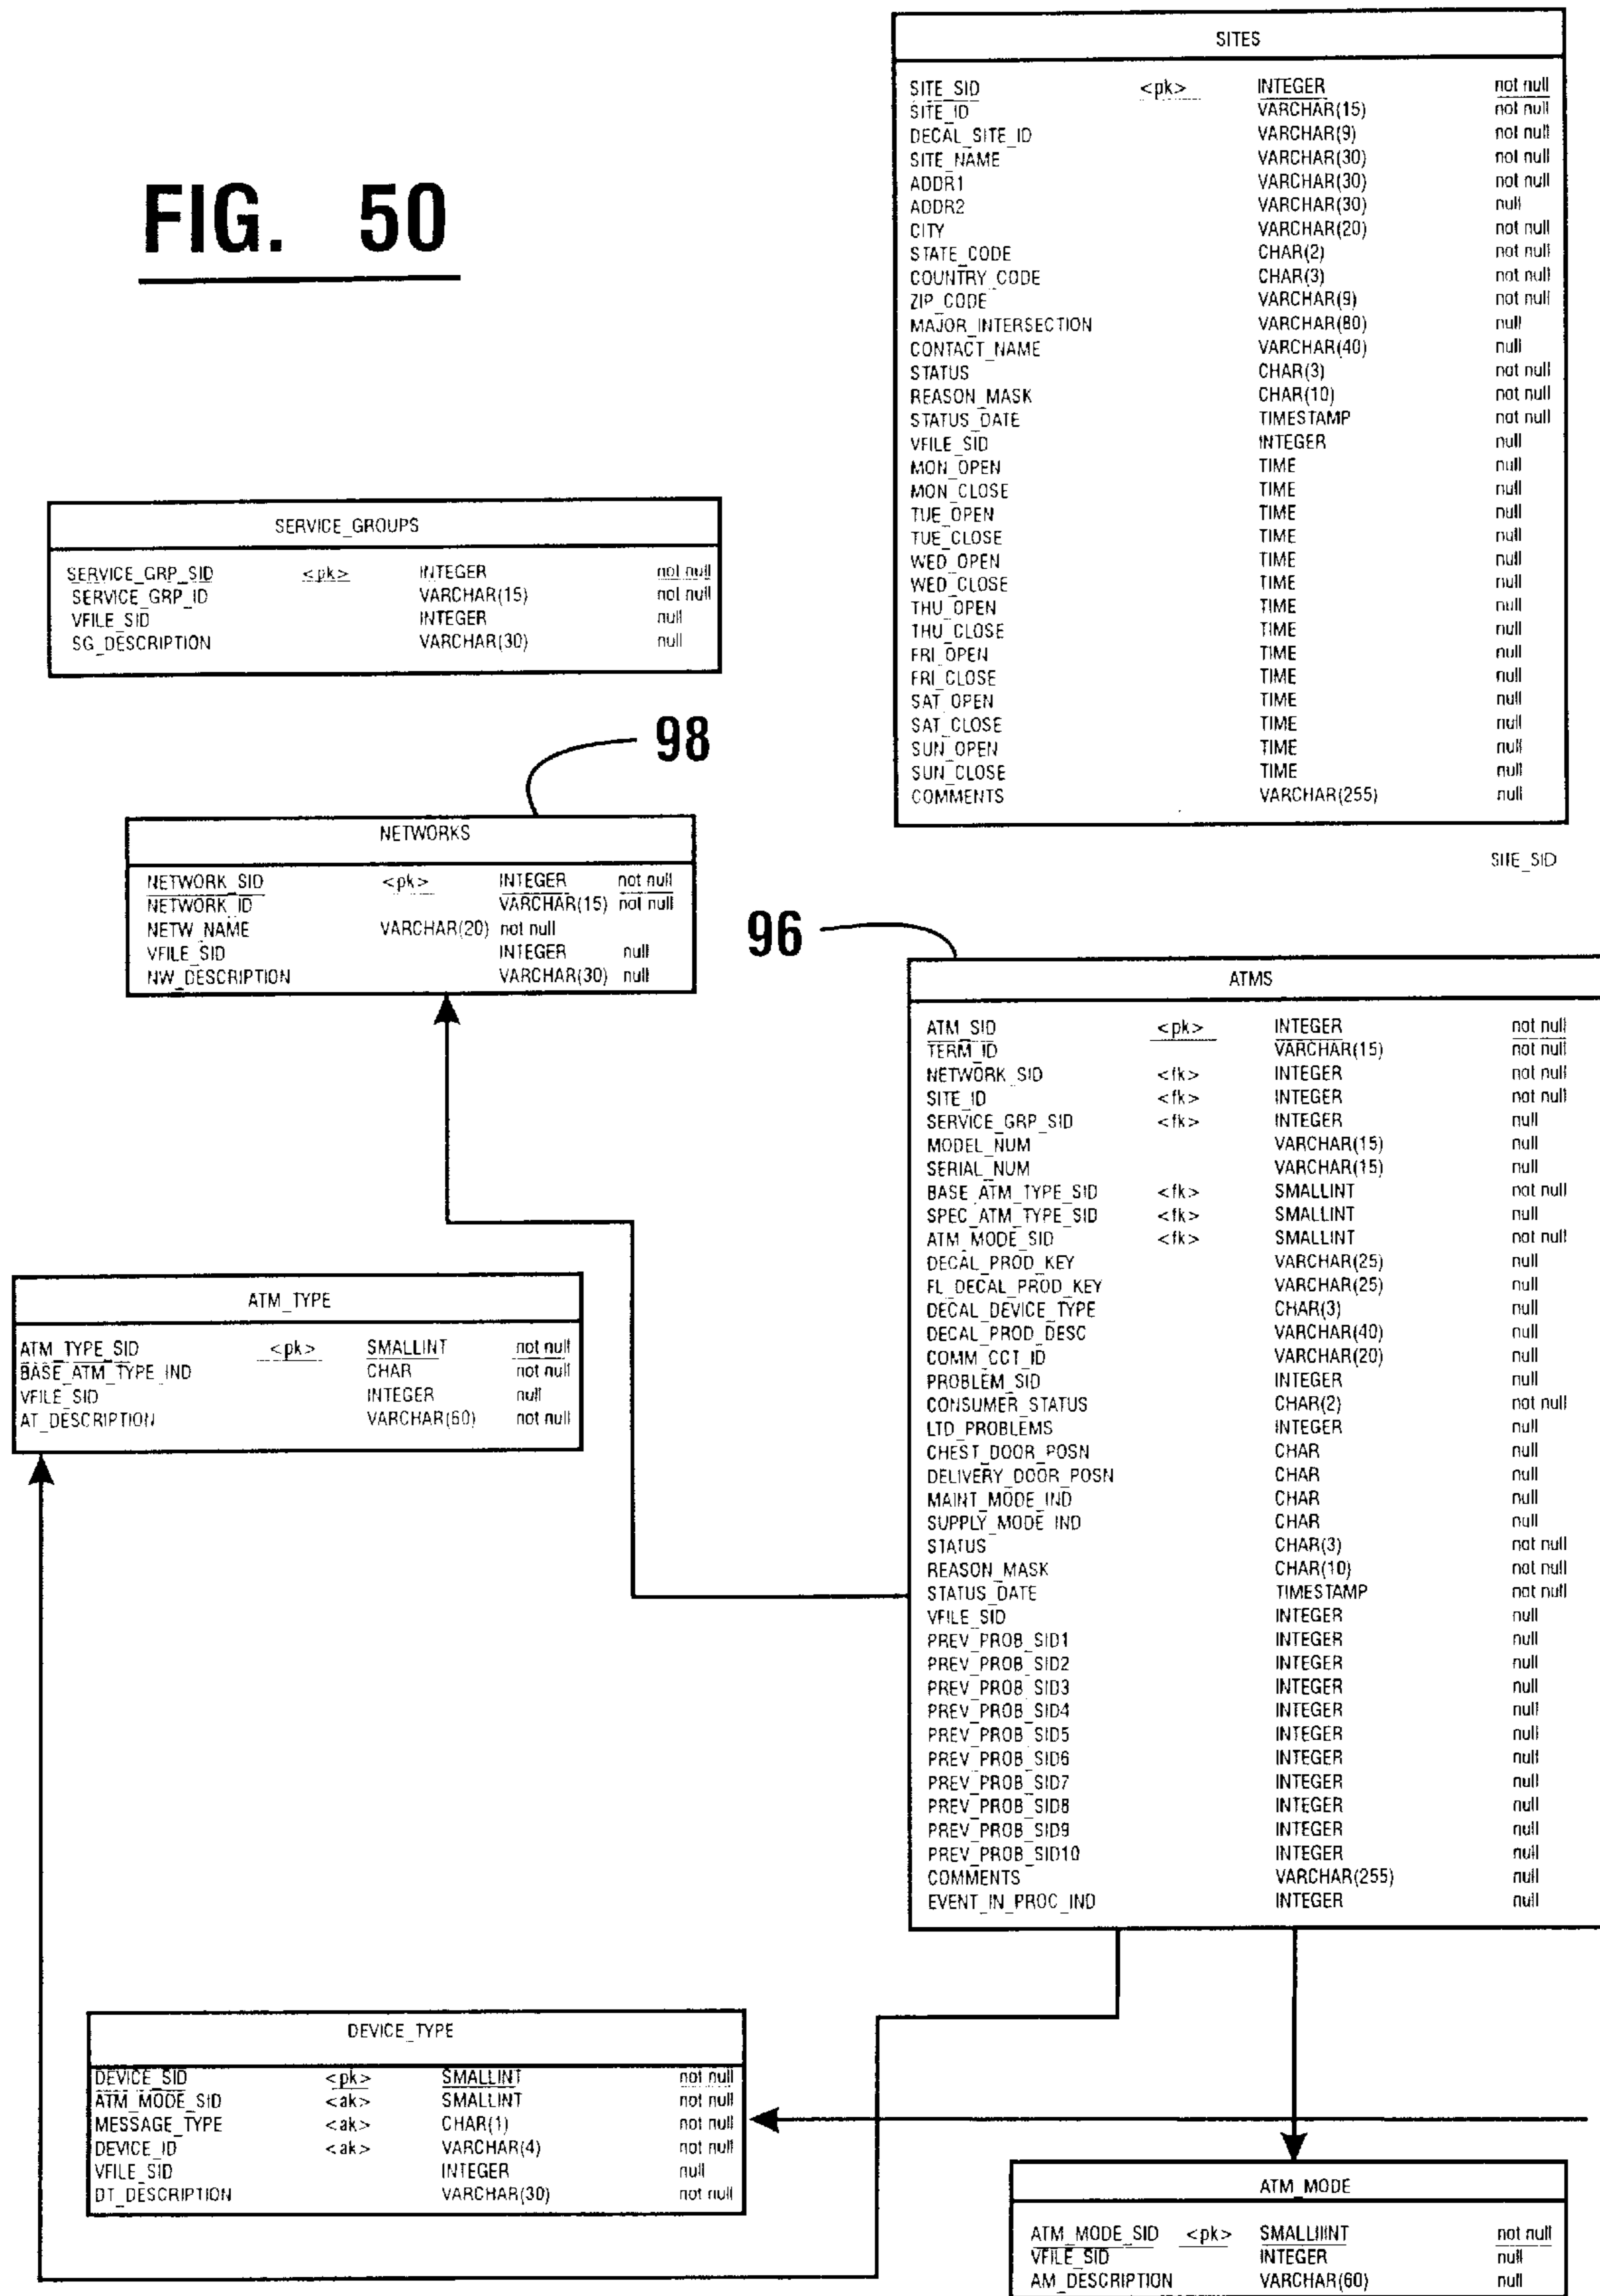 FIG. 50
SITES
SITE_SID <pk> INTEGER not null
SITE_ID VARCHAR(15) not null
DECAL_SITE_ID VARCHAR(9) not null
SITE_NAME VARCHAR(30) not null
ADDR1 VARCHAR(30) not null
ADDR2 VARCHAR(30) null
CITY VARCHAR(20) not null
STATE_CODE CHAR(2) not null
COUNTRY_CODE CHAR(3) not null
ZIP_CODE VARCHAR(9) not null
MAJOR_INTERSECTION VARCHAR(80) null
CONTACT_NAME VARCHAR(40) null
STATUS CHAR(3) not null
REASON_MASK CHAR(10) not null
STATUS_DATE TIMESTAMP not null
VFILE_SID INTEGER null
MON_OPEN TIME null
MON_CLOSE TIME null
TUE_OPEN TIME null
TUE_CLOSE TIME null
WED_OPEN TIME null
WED_CLOSE TIME null
THU_OPEN TIME null
THU_CLOSE TIME null
FRI_OPEN TIME null
FRI_CLOSE TIME null
SAT_OPEN TIME null
SAT_CLOSE TIME null
SUN_OPEN TIME null
SUN_CLOSE TIME null
COMMENTS VARCHAR(255) null
SITE_SID
SERVICE_GROUPS
SERVICE_GRP_SID <pk> INTEGER not null
SERVICE_GRP_ID VARCHAR(15) not null
VFILE_SID INTEGER null
SG_DESCRIPTION VARCHAR(30) null
98
NETWORKS
NETWORK_SID <pk> INTEGER not null
NETWORK_ID VARCHAR(15) not null
NETW_NAME VARCHAR(20) not null
VFILE_SID INTEGER null
NW_DESCRIPTION VARCHAR(30) null
96
ATMS
ATM_SID <pk> INTEGER not null
TERM_ID VARCHAR(15) not null
NETWORK_SID <fk> INTEGER not null
SITE_ID <fk> INTEGER not null
SERVICE_GRP_SID <fk> INTEGER null
MODEL_NUM VARCHAR(15) null
SERIAL_NUM VARCHAR(15) null
BASE_ATM_TYPE_SID <fk> SMALLINT not null
SPEC_ATM_TYPE_SID <fk> SMALLINT null
ATM_MODE_SID <fk> SMALLINT not null
DECAL_PROD_KEY VARCHAR(25) null
FL_DECAL_PROD_KEY VARCHAR(25) null
DECAL_DEVICE_TYPE CHAR(3) null
DECAL_PROD_DESC VARCHAR(40) null
COMM_CCT_ID VARCHAR(20) null
PROBLEM_SID INTEGER null
CONSUMER_STATUS CHAR(2) not null
LTD_PROBLEMS INTEGER null
CHEST_DOOR_POSN CHAR null
DELIVERY_DOOR_POSN CHAR null
MAINT_MODE_IND CHAR null
SUPPLY_MODE_IND CHAR null
STATUS CHAR(3) not null
REASON_MASK CHAR(10) not null
STATUS_DATE TIMESTAMP not null
VFILE_SID INTEGER null
PREV_PROB_SID1 INTEGER null
PREV_PROB_SID2 INTEGER null
PREV_PROB_SID3 INTEGER null
PREV_PROB_SID4 INTEGER null
PREV_PROB_SID5 INTEGER null
PREV_PROB_SID6 INTEGER null
PREV_PROB_SID7 INTEGER null
PREV_PROB_SID8 INTEGER null
PREV_PROB_SID9 INTEGER null
PREV_PROB_SID10 INTEGER null
COMMENTS VARCHAR(255) null
EVENT_IN_PROC_IND INTEGER null
ATM_TYPE
ATM_TYPE_SID <pk> SMALLINT not null
BASE_ATM_TYPE_IND CHAR not null
VFILE_SID INTEGER null
AT_DESCRIPTION VARCHAR(60) not null
DEVICE_TYPE
DEVICE_SID <pk> SMALLINT not null
ATM_MODE_SID <ak> SMALLINT not null
MESSAGE_TYPE <ak> CHAR(1) not null
DEVICE_ID <ak> VARCHAR(4) not null
VFILE_SID INTEGER null
DT_DESCRIPTION VARCHAR(30) not null
ATM_MODE
ATM_MODE_SID <pk> SMALLIIINT not null
VFILE_SID INTEGER null
AM_DESCRIPTION VARCHAR(60) null